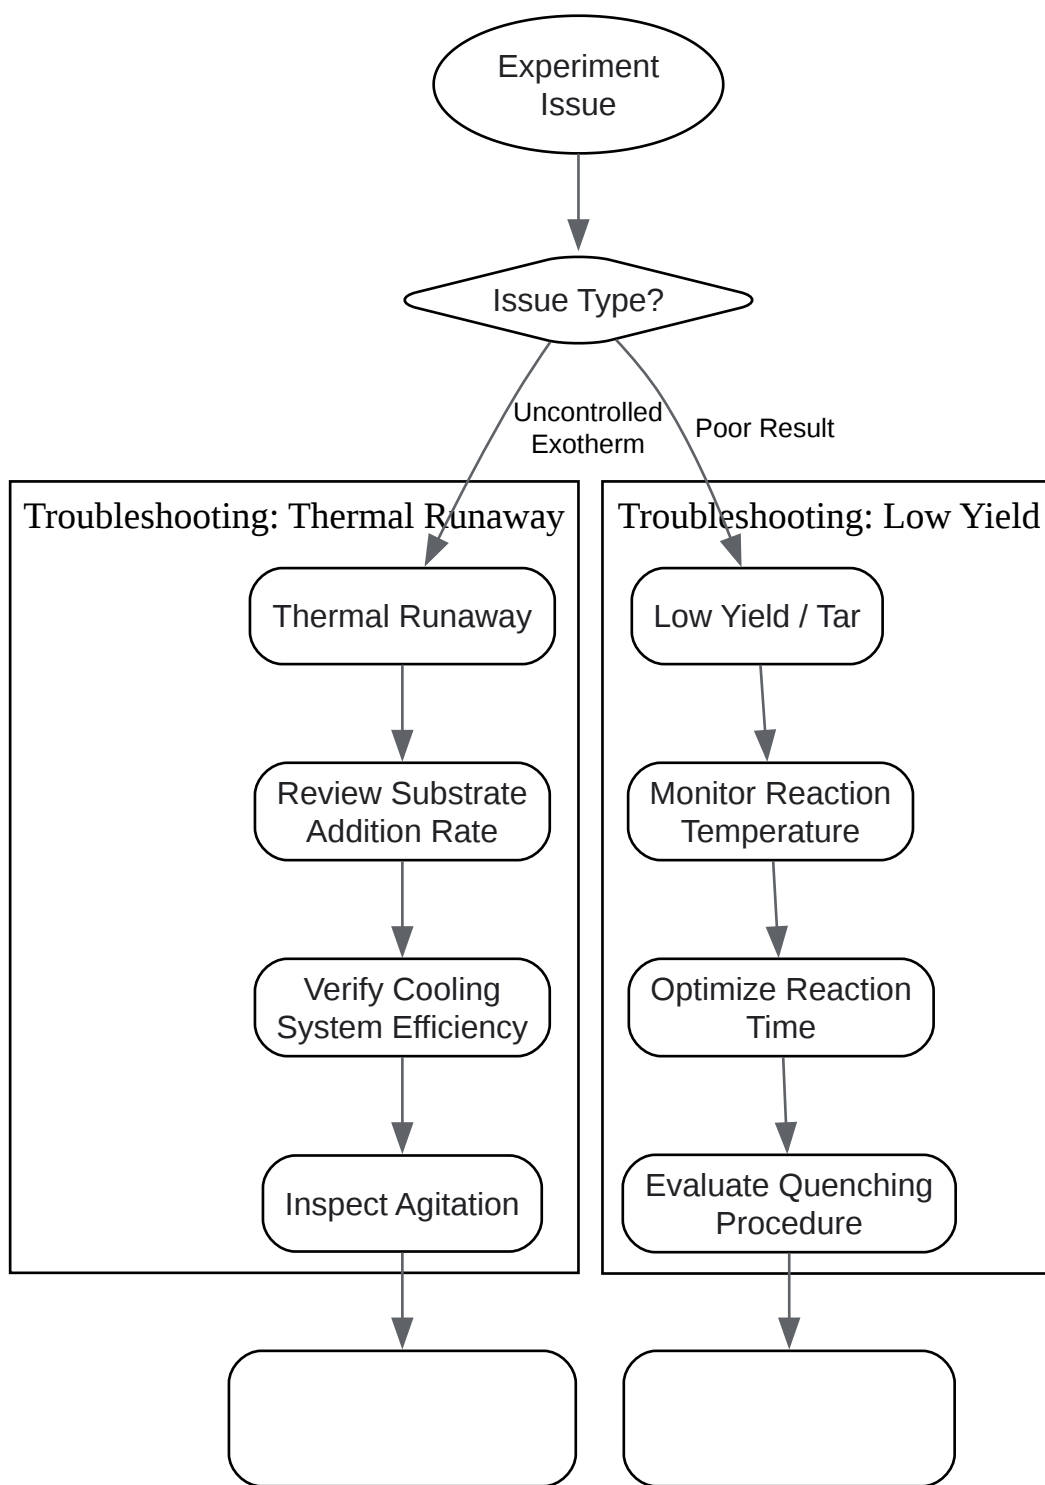 Experiment
Issue
Issue Type?
Uncontrolled
Exotherm
Poor Result
Troubleshooting: Thermal Runaway
Troubleshooting: Low Yield
Thermal Runaway
Low Yield / Tar
Review Substrate
Addition Rate
Monitor Reaction
Temperature
Verify Cooling
System Efficiency
Optimize Reaction
Time
Inspect Agitation
Evaluate Quenching
Procedure